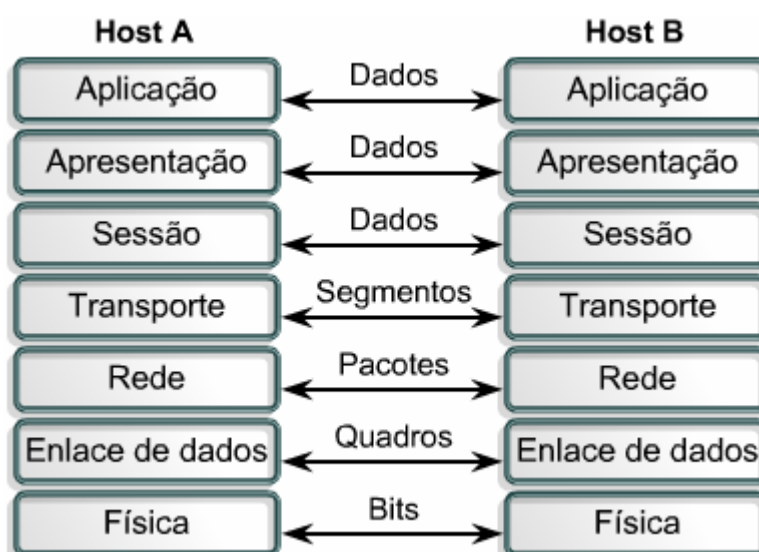 Host A Host B
Aplicação Dados Aplicação
Apresentação Dados Apresentação
Sessão Dados Sessão
Transporte Segmentos Transporte
Rede Pacotes Rede
Enlace de dados Quadros Enlace de dados
Física Bits Física